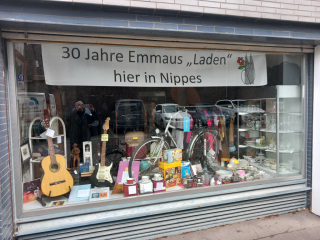 30 Jahre Emmaus „Laden“
hier in Nippes